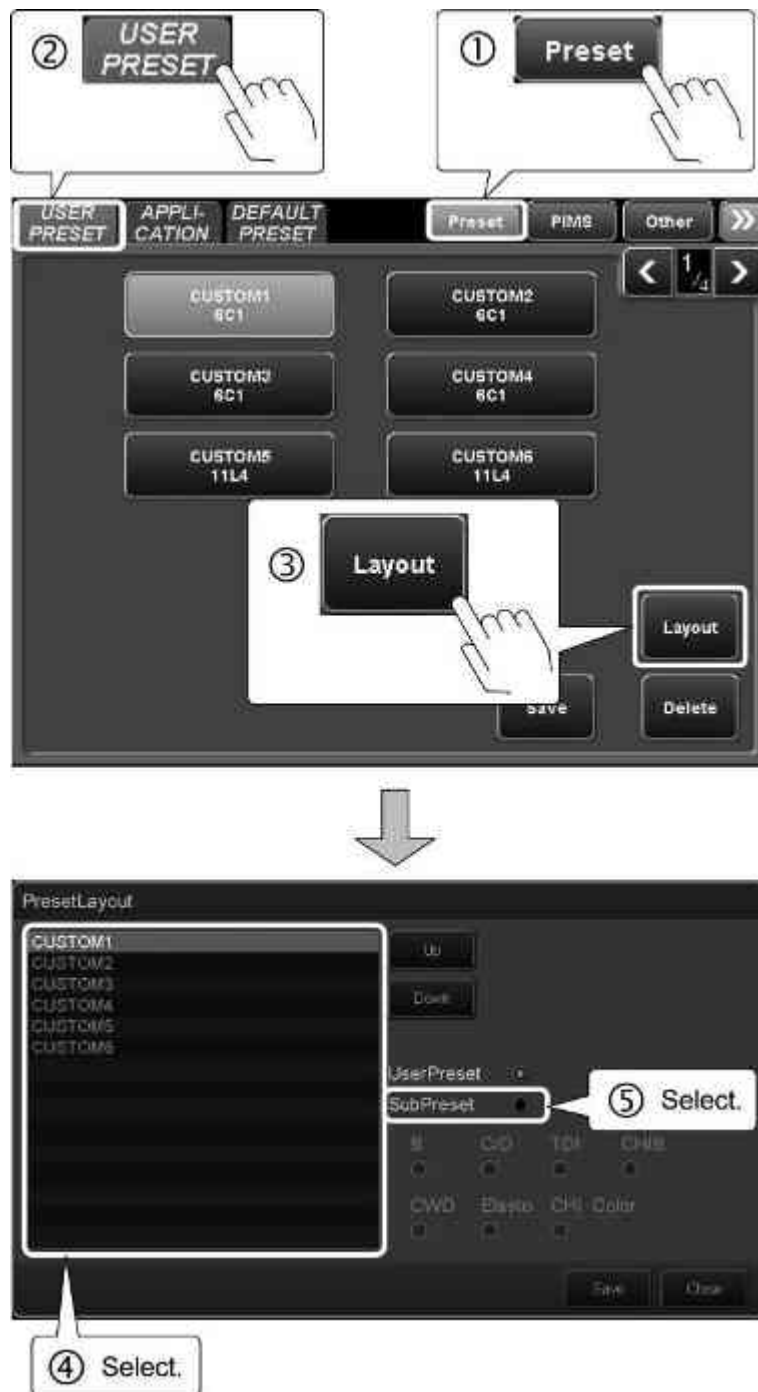 ② USER PRESET
① Preset
USER PRESET
APPLI-CATION
DEFAULT PRESET
Preset
PIMS
Other
»
< 1/4 >
CUSTOM1
6C1
CUSTOM2
6C1
CUSTOM3
6C1
CUSTOM4
6C1
CUSTOM5
11L4
CUSTOM6
11L4
③ Layout
Layout
Save
Delete
PresetLayout
CUSTOM1
CUSTOM2
CUSTOM3
CUSTOM4
CUSTOM5
CUSTOM6
Up
Down
UserPreset
SubPreset
⑤ Select.
B
TDI
CWD
Elasto
CHI Color
Save
Close
④ Select.